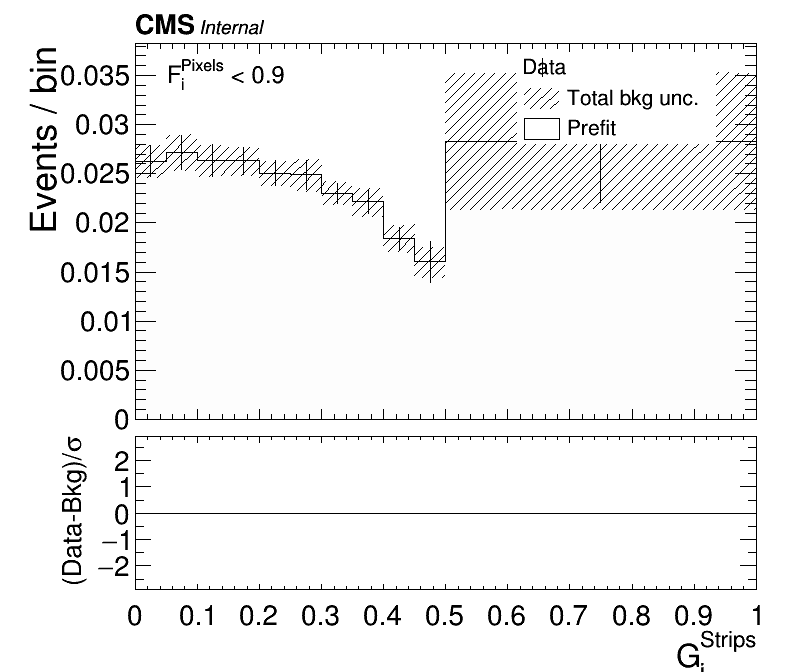 CMS Internal
F_i^Pixels < 0.9
Data
Total bkg unc.
Prefit
Events / bin
0.035
0.03
0.025
0.02
0.015
0.01
0.005
0
(Data-Bkg)/σ
2
1
0
−1
−2
0 0.1 0.2 0.3 0.4 0.5 0.6 0.7 0.8 0.9 1
G_i^Strips